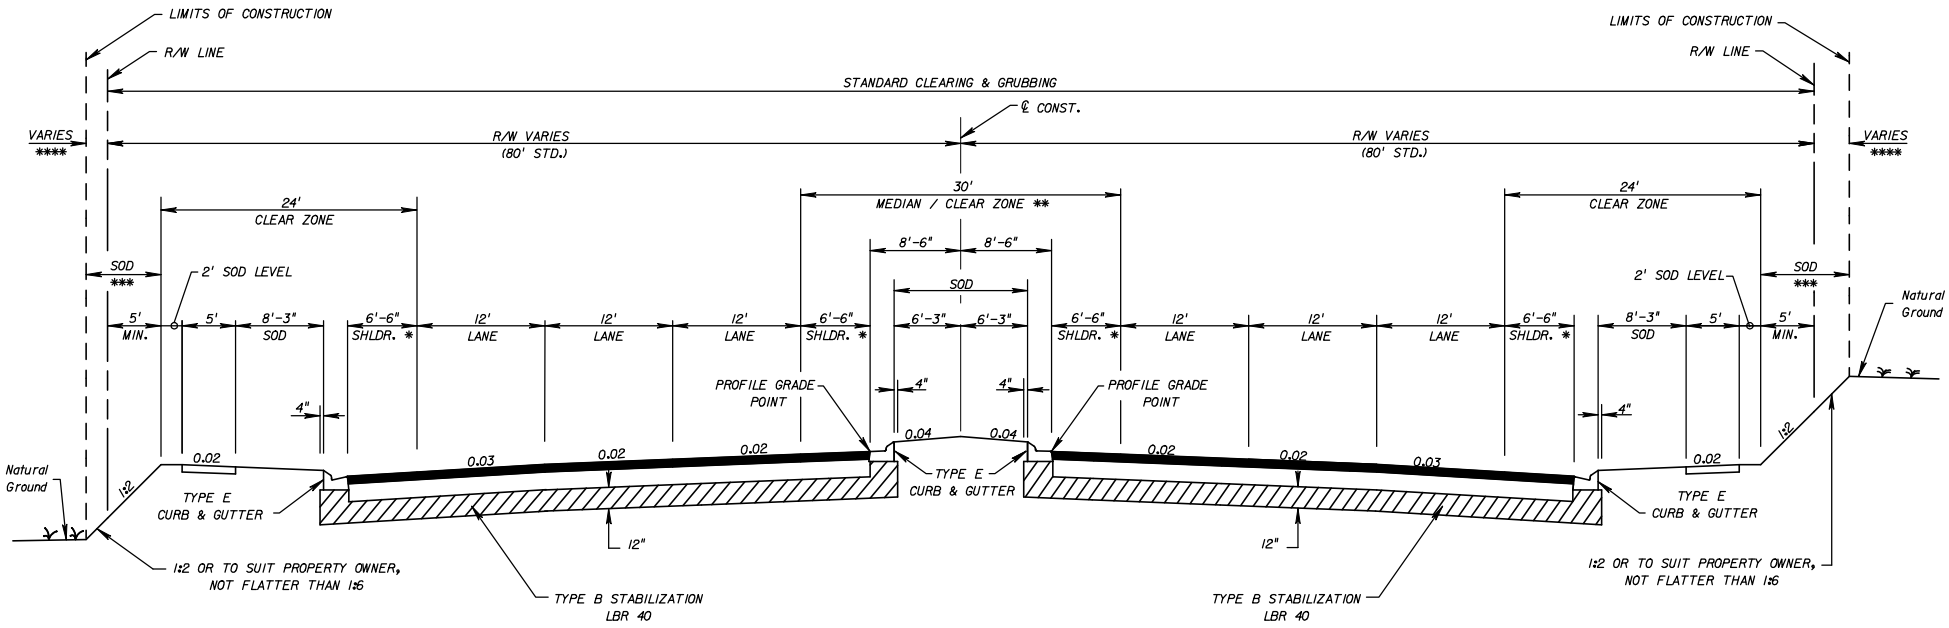 LIMITS OF CONSTRUCTION
LIMITS OF CONSTRUCTION
R/W LINE
R/W LINE
STANDARD CLEARING & GRUBBING
℄ CONST.
VARIES
****
R/W VARIES
(80' STD.)
R/W VARIES
(80' STD.)
VARIES
****
24'
CLEAR ZONE
30'
MEDIAN / CLEAR ZONE **
24'
CLEAR ZONE
8'-6"
8'-6"
SOD
***
2' SOD LEVEL
SOD
2' SOD LEVEL
SOD
***
Natural
Ground
5'
MIN.
5'
8'-3"
SOD
6'-6"
SHLDR. *
12'
LANE
12'
LANE
12'
LANE
6'-6"
SHLDR. *
6'-3"
6'-3"
6'-6"
SHLDR. *
12'
LANE
12'
LANE
12'
LANE
6'-6"
SHLDR. *
8'-3"
SOD
5'
5'
MIN.
PROFILE GRADE
POINT
4"
4"
PROFILE GRADE
POINT
4"
4"
0.02
0.03
0.02
0.02
0.04
0.04
0.02
0.02
0.03
0.02
1:2
Natural
Ground
1:2
TYPE E
CURB & GUTTER
TYPE E
CURB & GUTTER
TYPE E
CURB & GUTTER
12"
12"
1:2 OR TO SUIT PROPERTY OWNER,
NOT FLATTER THAN 1:6
1:2 OR TO SUIT PROPERTY OWNER,
NOT FLATTER THAN 1:6
TYPE B STABILIZATION
LBR 40
TYPE B STABILIZATION
LBR 40